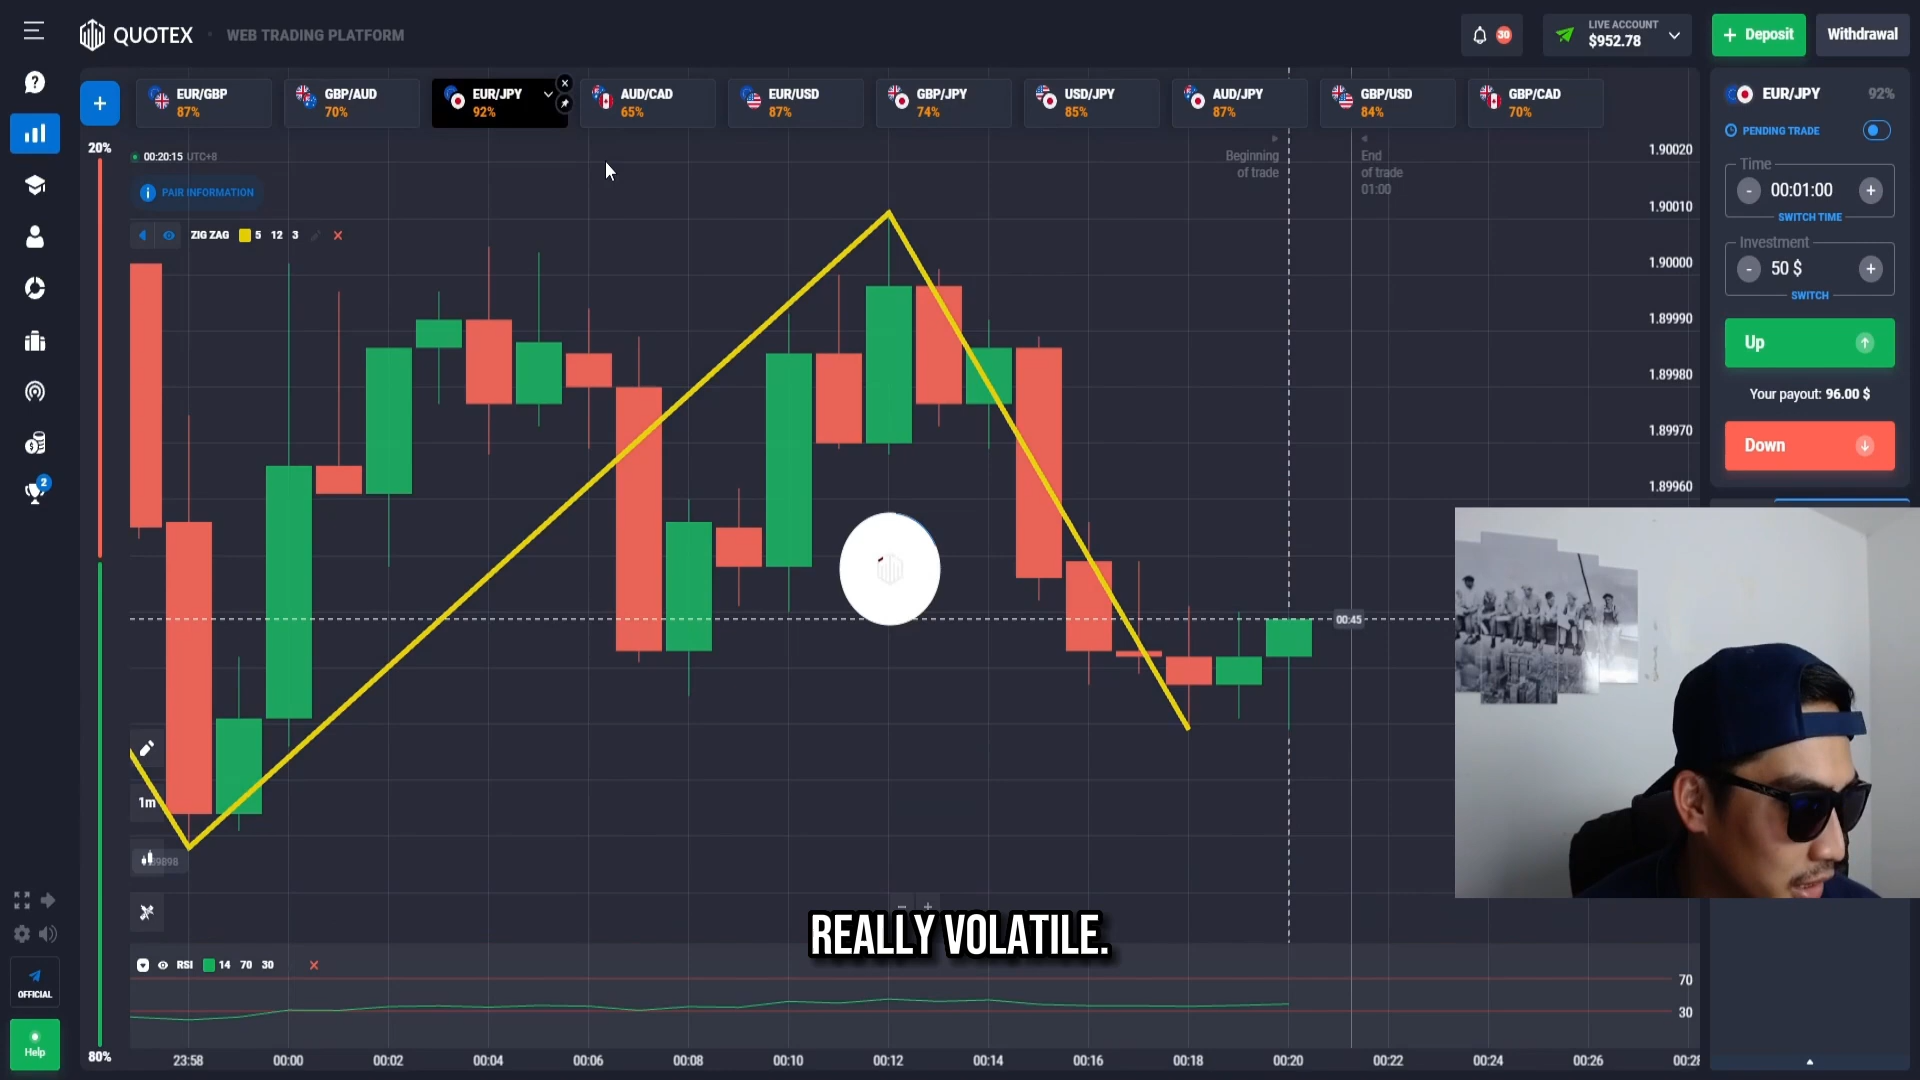 QUOTEX
WEB TRADING PLATFORM
30
LIVE ACCOUNT
$952.78
+ Deposit
Withdrawal
+
EUR/GBP
87%
GBP/AUD
70%
EUR/JPY
92%
AUD/CAD
65%
EUR/USD
87%
GBP/JPY
74%
USD/JPY
85%
AUD/JPY
87%
GBP/USD
84%
GBP/CAD
70%
EUR/JPY
92%
PENDING TRADE
Time
- 00:01:00 +
SWITCH TIME
Investment
- 50 $ +
SWITCH
Up
Your payout: 96.00 $
Down
20%
00:20:15 UTC+8
PAIR INFORMATION
ZIG ZAG 5 12 3
Beginning
of trade
End
of trade
01:00
1.90020
1.90010
1.90000
1.89990
1.89980
1.89970
1.89960
00:45
2
1m
89898
- +
REALLY VOLATILE.
RSI 14 70 30
70
30
OFFICIAL
Help
80%
23:58
00:00
00:02
00:04
00:06
00:08
00:10
00:12
00:14
00:16
00:18
00:20
00:22
00:24
00:26